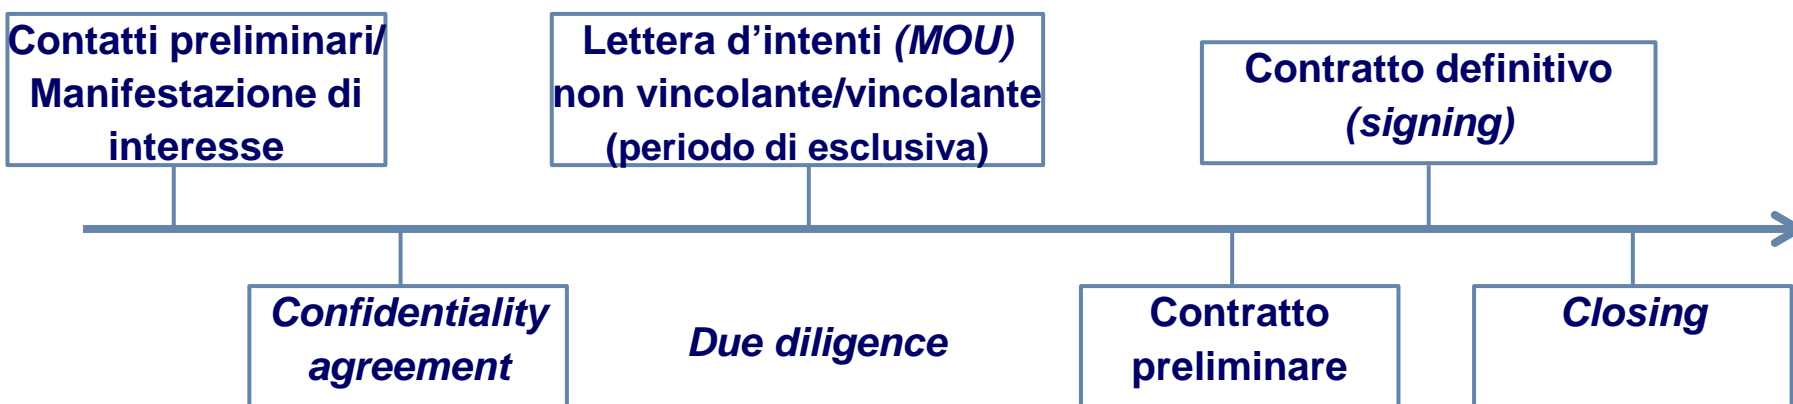 Contatti preliminari/
Manifestazione di
interesse
Lettera d’intenti (MOU)
non vincolante/vincolante
(periodo di esclusiva)
Contratto definitivo
(signing)
Confidentiality
agreement
Due diligence
Contratto
preliminare
Closing